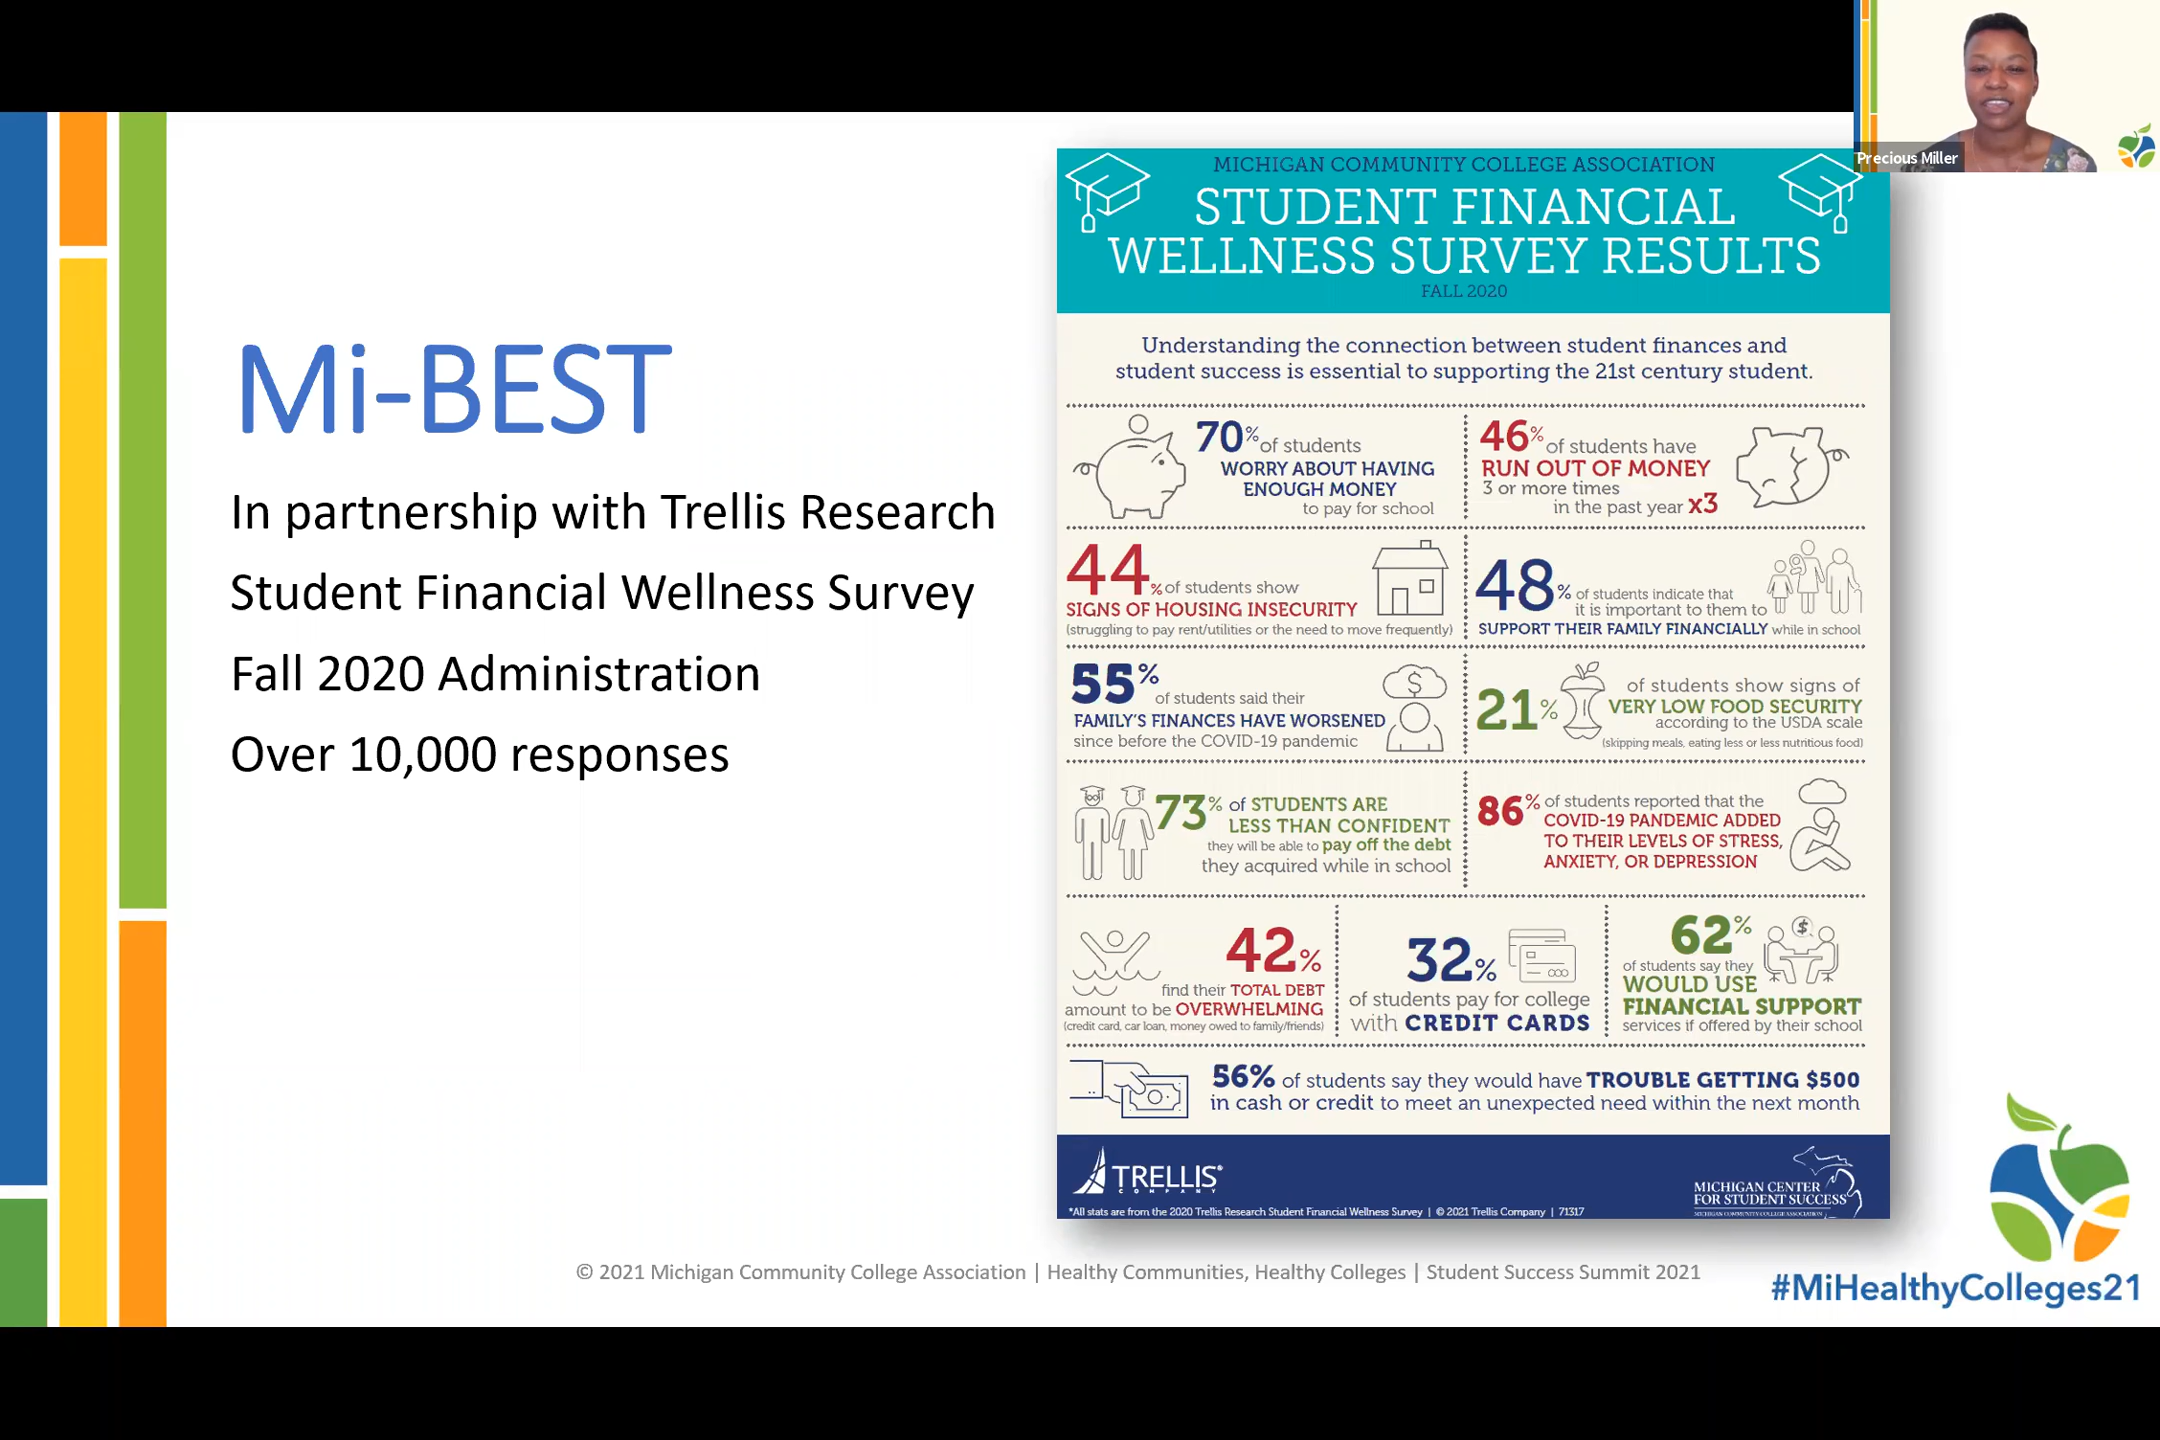 Precious Miller
Mi-BEST
In partnership with Trellis Research
Student Financial Wellness Survey
Fall 2020 Administration
Over 10,000 responses
MICHIGAN COMMUNITY COLLEGE ASSOCIATION
STUDENT FINANCIAL
WELLNESS SURVEY RESULTS
FALL 2020
Understanding the connection between student finances and
student success is essential to supporting the 21st century student.
70% of students
WORRY ABOUT HAVING
ENOUGH MONEY
to pay for school
46% of students have
RUN OUT OF MONEY
3 or more times
in the past year x3
44% of students show
SIGNS OF HOUSING INSECURITY
(struggling to pay rent/utilities or the need to move frequently)
48% of students indicate that
it is important to them to
SUPPORT THEIR FAMILY FINANCIALLY while in school
55%
of students said their
FAMILY'S FINANCES HAVE WORSENED
since before the COVID-19 pandemic
$
21% of students show signs of
VERY LOW FOOD SECURITY
according to the USDA scale
(skipping meals, eating less or less nutritious food)
73% of STUDENTS ARE
LESS THAN CONFIDENT
they will be able to pay off the debt
they acquired while in school
86% of students reported that the
COVID-19 PANDEMIC ADDED
TO THEIR LEVELS OF STRESS,
ANXIETY, OR DEPRESSION
42%
find their TOTAL DEBT
amount to be OVERWHELMING
(credit card, car loan, money owed to family/friends)
32%
of students pay for college
with CREDIT CARDS
62%
$
of students say they
WOULD USE
FINANCIAL SUPPORT
services if offered by their school
56% of students say they would have TROUBLE GETTING $500
in cash or credit to meet an unexpected need within the next month
TRELLIS®
COMPANY
MICHIGAN CENTER
FOR STUDENT SUCCESS
MICHIGAN COMMUNITY COLLEGE ASSOCIATION
*All stats are from the 2020 Trellis Research Student Financial Wellness Survey | © 2021 Trellis Company | 71317
© 2021 Michigan Community College Association | Healthy Communities, Healthy Colleges | Student Success Summit 2021
#MiHealthyColleges21